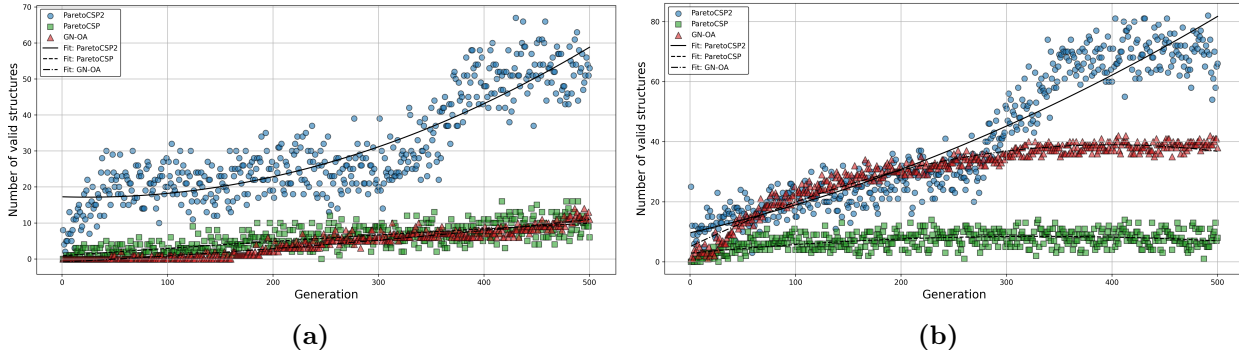 70
60
50
40
30
20
10
0
Number of valid structures
ParetoCSP2
ParetoCSP
GN-OA
Fit: ParetoCSP2
Fit: ParetoCSP
Fit: GN-OA
0
100
200
300
400
500
Generation
(a)
80
60
40
20
0
Number of valid structures
ParetoCSP2
ParetoCSP
GN-OA
Fit: ParetoCSP2
Fit: ParetoCSP
Fit: GN-OA
0
100
200
300
400
500
Generation
(b)